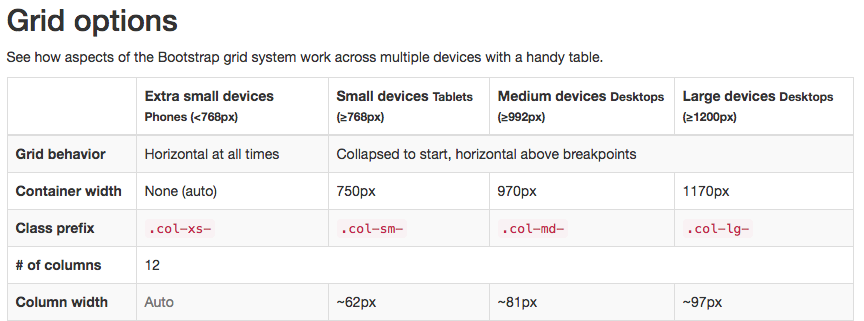 Grid options
See how aspects of the Bootstrap grid system work across multiple devices with a handy table.
Extra small devices Small devices Tablets Medium devices Desktops Large devices Desktops
Phones (<768px) (≥768px) (≥992px) (≥1200px)
Grid behavior Horizontal at all times Collapsed to start, horizontal above breakpoints
Container width None (auto) 750px 970px 1170px
Class prefix .col-xs- .col-sm- .col-md- .col-lg-
# of columns 12
Column width Auto ~62px ~81px ~97px